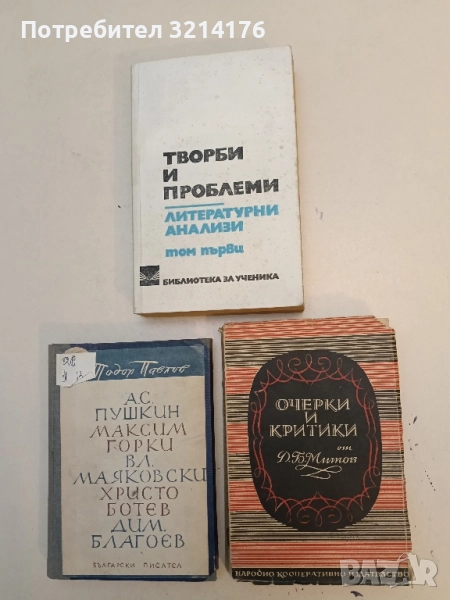 Потребител 3214176
ТВОРБИ
И
ПРОБЛЕМИ
ЛИТЕРАТУРНИ
АНАЛИЗИ
том първи
БИБЛИОТЕКА ЗА УЧЕНИКА
Тодор Павлов
А.С.
ПУШКИН
МАКСИМ
ГОРКИ
ВЛ.
МАЯКОВСКИ
ХРИСТО
БОТЕВ
ДИМ.
БЛАГОЕВ
БЪЛГАРСКИ ПИСАТЕЛ
ОЧЕРКИ
И
КРИТИКИ
от
Д.Б.Митов
НАРОДНО КООПЕРАТИВНО ИЗДАТЕЛСТВО
BAZAR